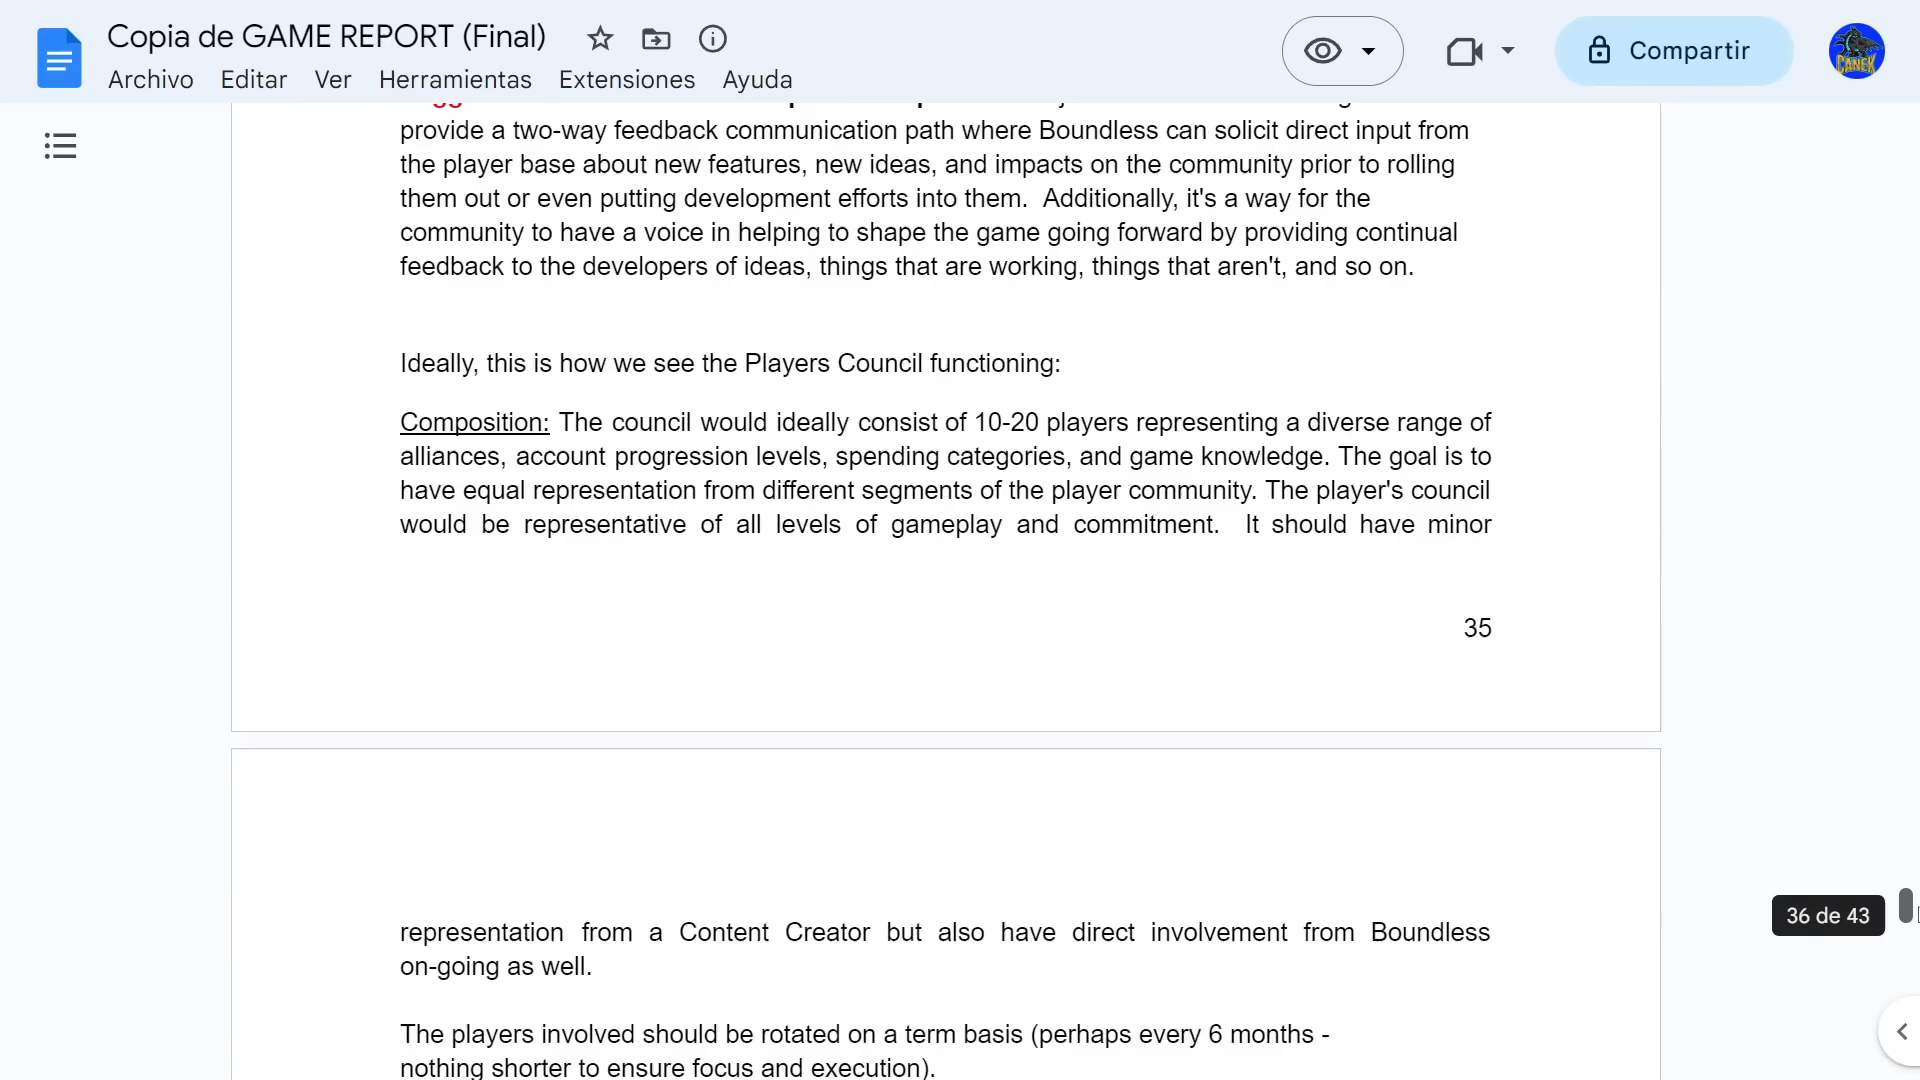 Copia de GAME REPORT (Final)
Archivo Editar Ver Herramientas Extensiones Ayuda
Compartir
CANEK
provide a two-way feedback communication path where Boundless can solicit direct input from
the player base about new features, new ideas, and impacts on the community prior to rolling
them out or even putting development efforts into them.  Additionally, it's a way for the
community to have a voice in helping to shape the game going forward by providing continual
feedback to the developers of ideas, things that are working, things that aren't, and so on.
Ideally, this is how we see the Players Council functioning:
Composition: The council would ideally consist of 10-20 players representing a diverse range of
alliances, account progression levels, spending categories, and game knowledge. The goal is to
have equal representation from different segments of the player community. The player's council
would be representative of all levels of gameplay and commitment.  It should have minor
35
representation from a Content Creator but also have direct involvement from Boundless
on-going as well.
36 de 43
The players involved should be rotated on a term basis (perhaps every 6 months -
nothing shorter to ensure focus and execution).